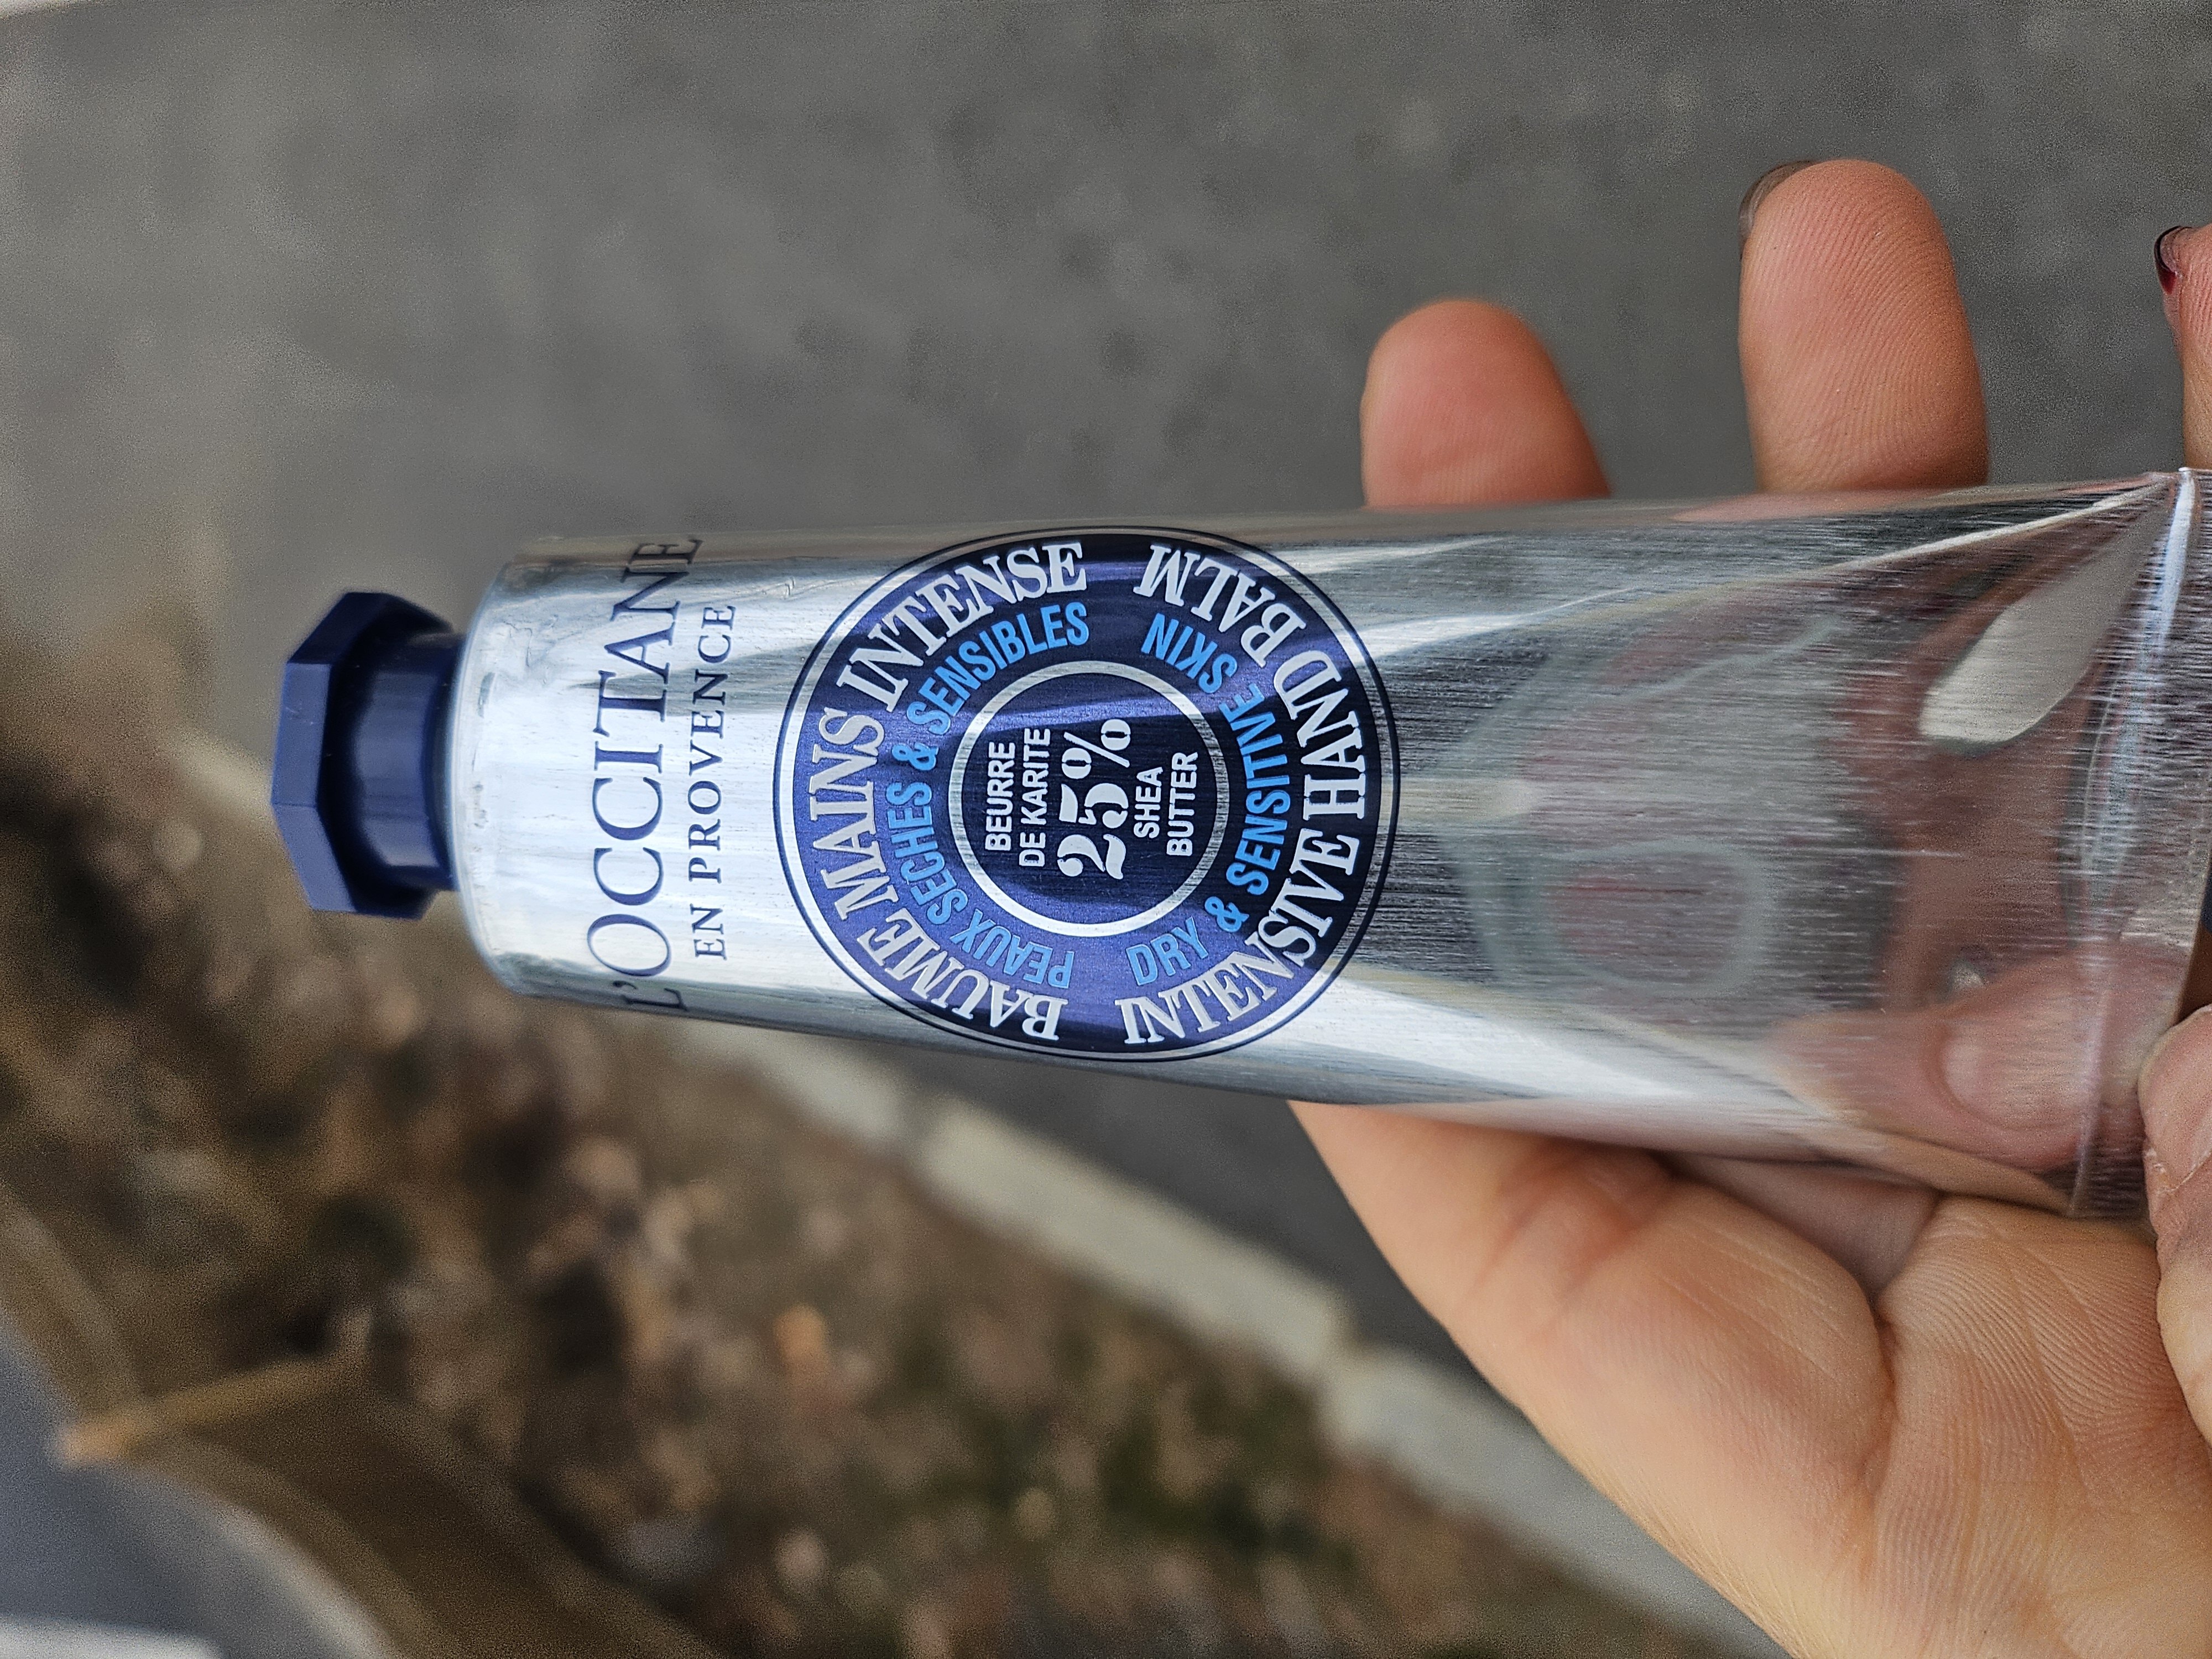 L'OCCITANE
EN PROVENCE
BAUME MAINS INTENSE
PEAUX SECHES & SENSIBLES
BEURRE
DE KARITE
25%
SHEA
BUTTER
DRY & SENSITIVE SKIN
INTENSIVE HAND BALM